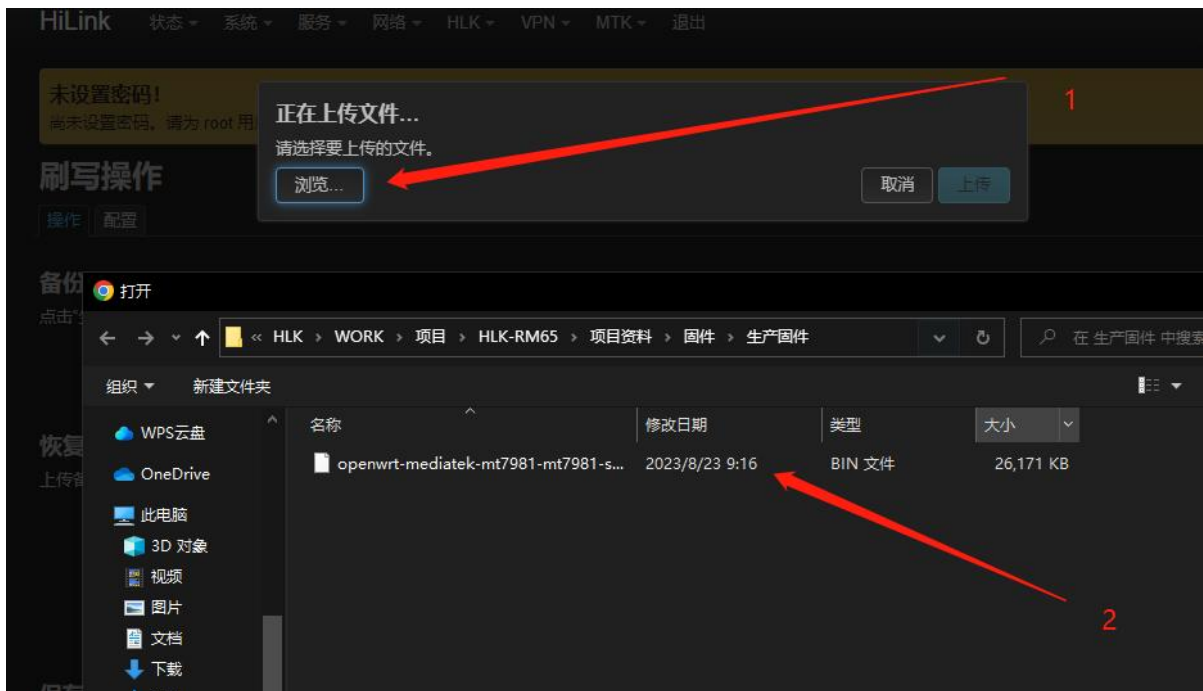 HiLink 状态 系统 服务 网络 HLK VPN MTK 退出
未设置密码!
尚未设置密码。请为 root 用
正在上传文件...
请选择要上传的文件。
浏览...
取消 上传
1
刷写操作
操作 配置
备份
点击
打开
« HLK › WORK › 项目 › HLK-RM65 › 项目资料 › 固件 › 生产固件
在 生产固件 中搜索
组织 新建文件夹
名称 修改日期 类型 大小
openwrt-mediatek-mt7981-mt7981-s... 2023/8/23 9:16 BIN 文件 26,171 KB
WPS云盘
OneDrive
恢复
上传备
此电脑
3D 对象
视频
图片
文档
下载
2